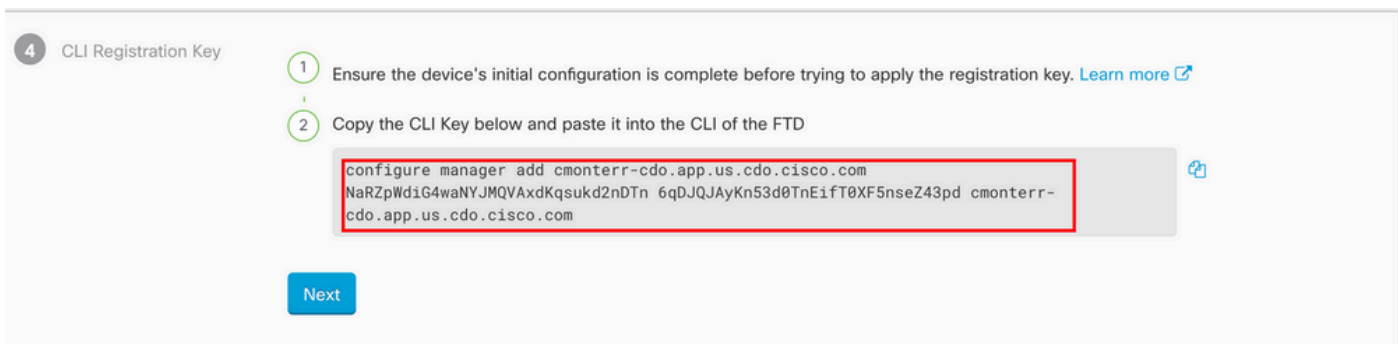 4 CLI Registration Key
1 Ensure the device's initial configuration is complete before trying to apply the registration key. Learn more
2 Copy the CLI Key below and paste it into the CLI of the FTD
configure manager add cmonterr-cdo.app.us.cdo.cisco.com
NaRZpWdiG4waNYJMQVAxdKqsukd2nDTn 6qDJQJAyKn53d0TnEifT0XF5nseZ43pd cmonterr-
cdo.app.us.cdo.cisco.com
Next